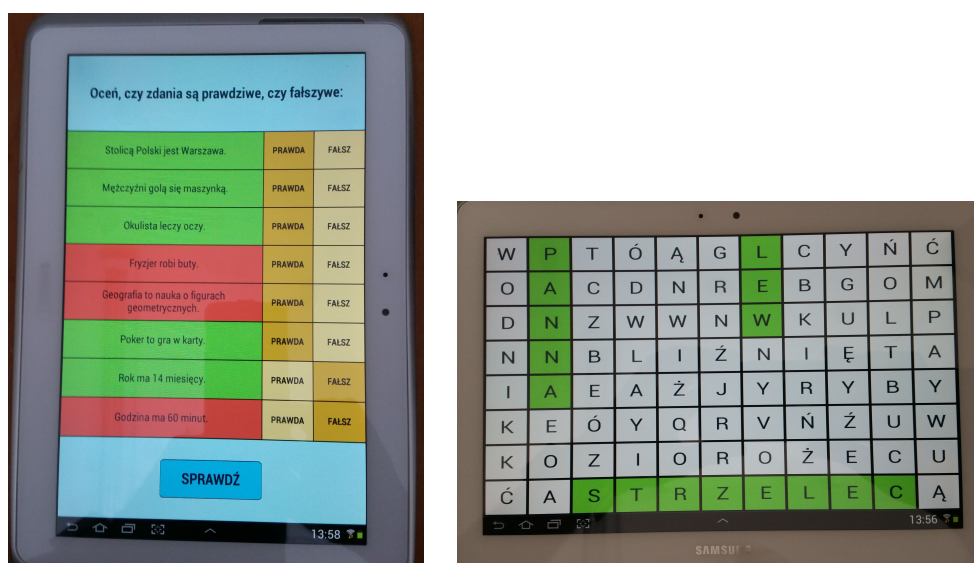 Oceń, czy zdania są prawdziwe, czy fałszywe:
Stolicą Polski jest Warszawa. PRAWDA FAŁSZ
Mężczyźni golą się maszynką. PRAWDA FAŁSZ
Okulista leczy oczy. PRAWDA FAŁSZ
Fryzjer robi buty. PRAWDA FAŁSZ
Geografia to nauka o figurach
geometrycznych. PRAWDA FAŁSZ
Poker to gra w karty. PRAWDA FAŁSZ
Rok ma 14 miesięcy. PRAWDA FAŁSZ
Godzina ma 60 minut. PRAWDA FAŁSZ
SPRAWDŹ
13:58
W P T Ó Ą G L C Y Ń Ć
O A C D N R E B G O M
D N Z W W N W K U L P
N N B L I Ź N I Ę T A
I A E A Ż J Y R Y B Y
K E Ó Y Q R V Ń Ź U W
K O Z I O R O Ż E C U
Ć A S T R Z E L E C Ą
13:56
SAMSUNG